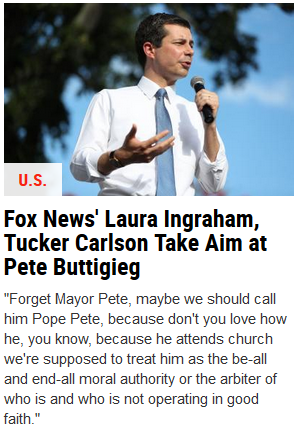 U.S.
Fox News' Laura Ingraham,
Tucker Carlson Take Aim at
Pete Buttigieg
"Forget Mayor Pete, maybe we should call
him Pope Pete, because don't you love how
he, you know, because he attends church
we're supposed to treat him as the be-all
and end-all moral authority or the arbiter of
who is and who is not operating in good
faith."